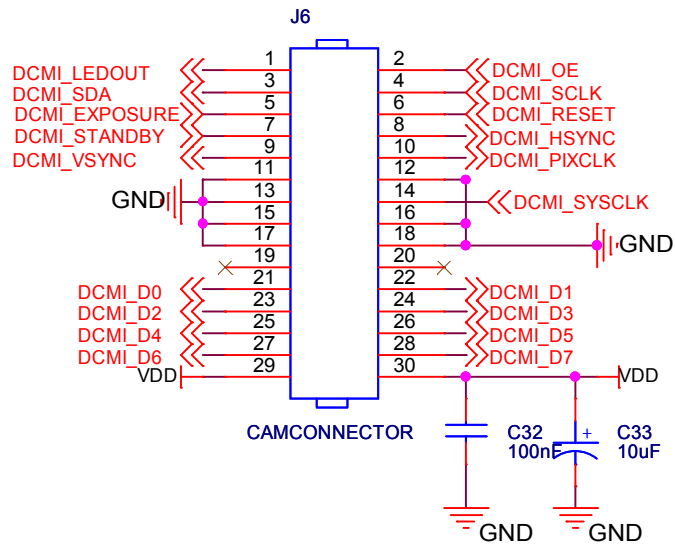 J6
DCMI_LEDOUT 1 2 DCMI_OE
DCMI_SDA 3 4 DCMI_SCLK
DCMI_EXPOSURE 5 6 DCMI_RESET
DCMI_STANDBY 7 8 DCMI_HSYNC
DCMI_VSYNC 9 10 DCMI_PIXCLK
11 12
GND 13 14 DCMI_SYSCLK
15 16
17 18 GND
19 20
DCMI_D0 21 22 DCMI_D1
DCMI_D2 23 24 DCMI_D3
DCMI_D4 25 26 DCMI_D5
DCMI_D6 27 28 DCMI_D7
VDD 29 30 VDD
CAMCONNECTOR C32 + C33
100nF 10uF
GND GND